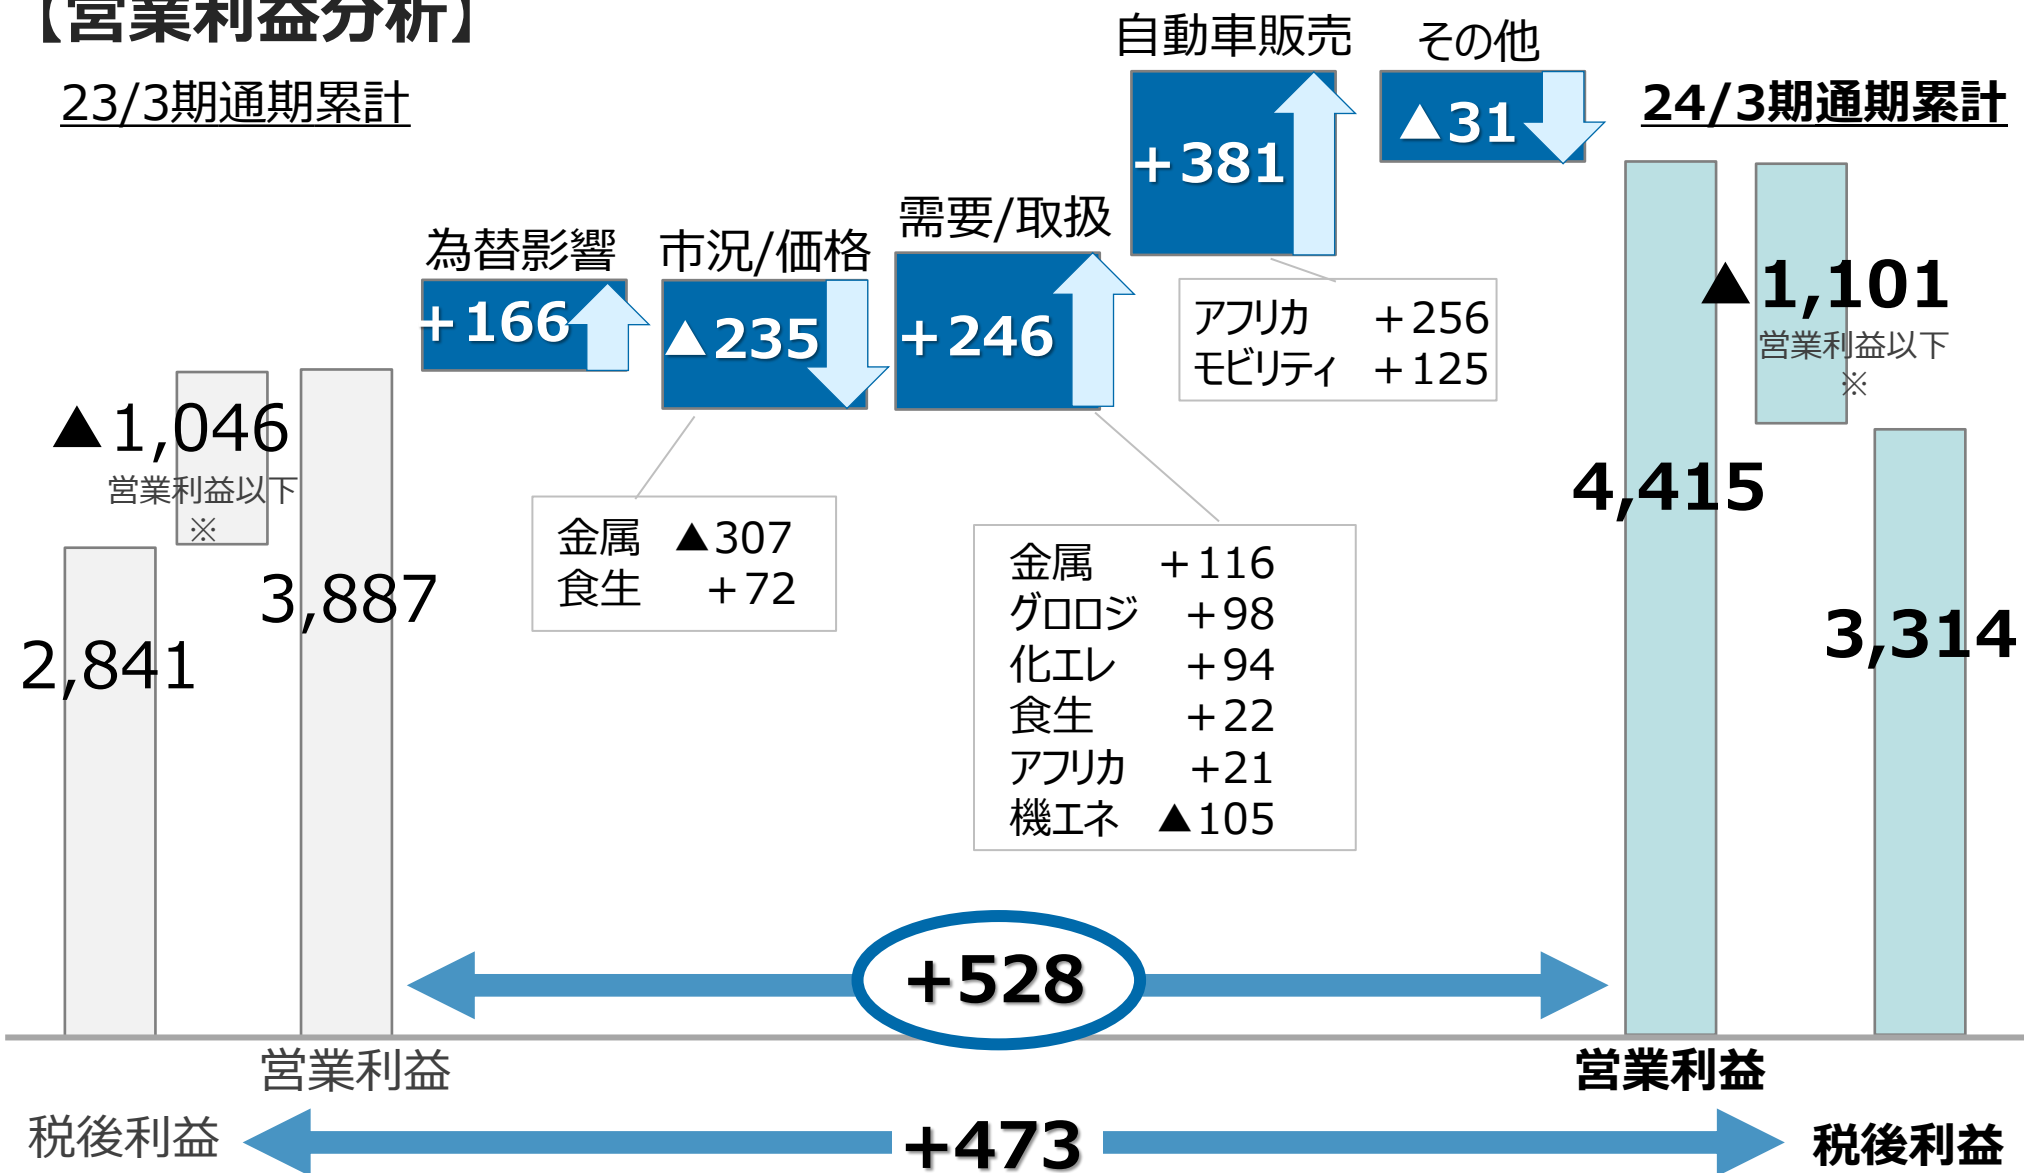 【営業利益分析】
23/3期通期累計
24/3期通期累計
▲1,046
営業利益以下
※
2,841
3,887
為替影響
+166
市況/価格
▲235
需要/取扱
+246
自動車販売
+381
その他
▲31
金属 ▲307
食生 +72
金属 +116
グロロジ +98
化エレ +94
食生 +22
アフリカ +21
機エネ ▲105
アフリカ +256
モビリティ +125
4,415
▲1,101
営業利益以下
※
3,314
+528
営業利益
営業利益
税後利益
+473
税後利益